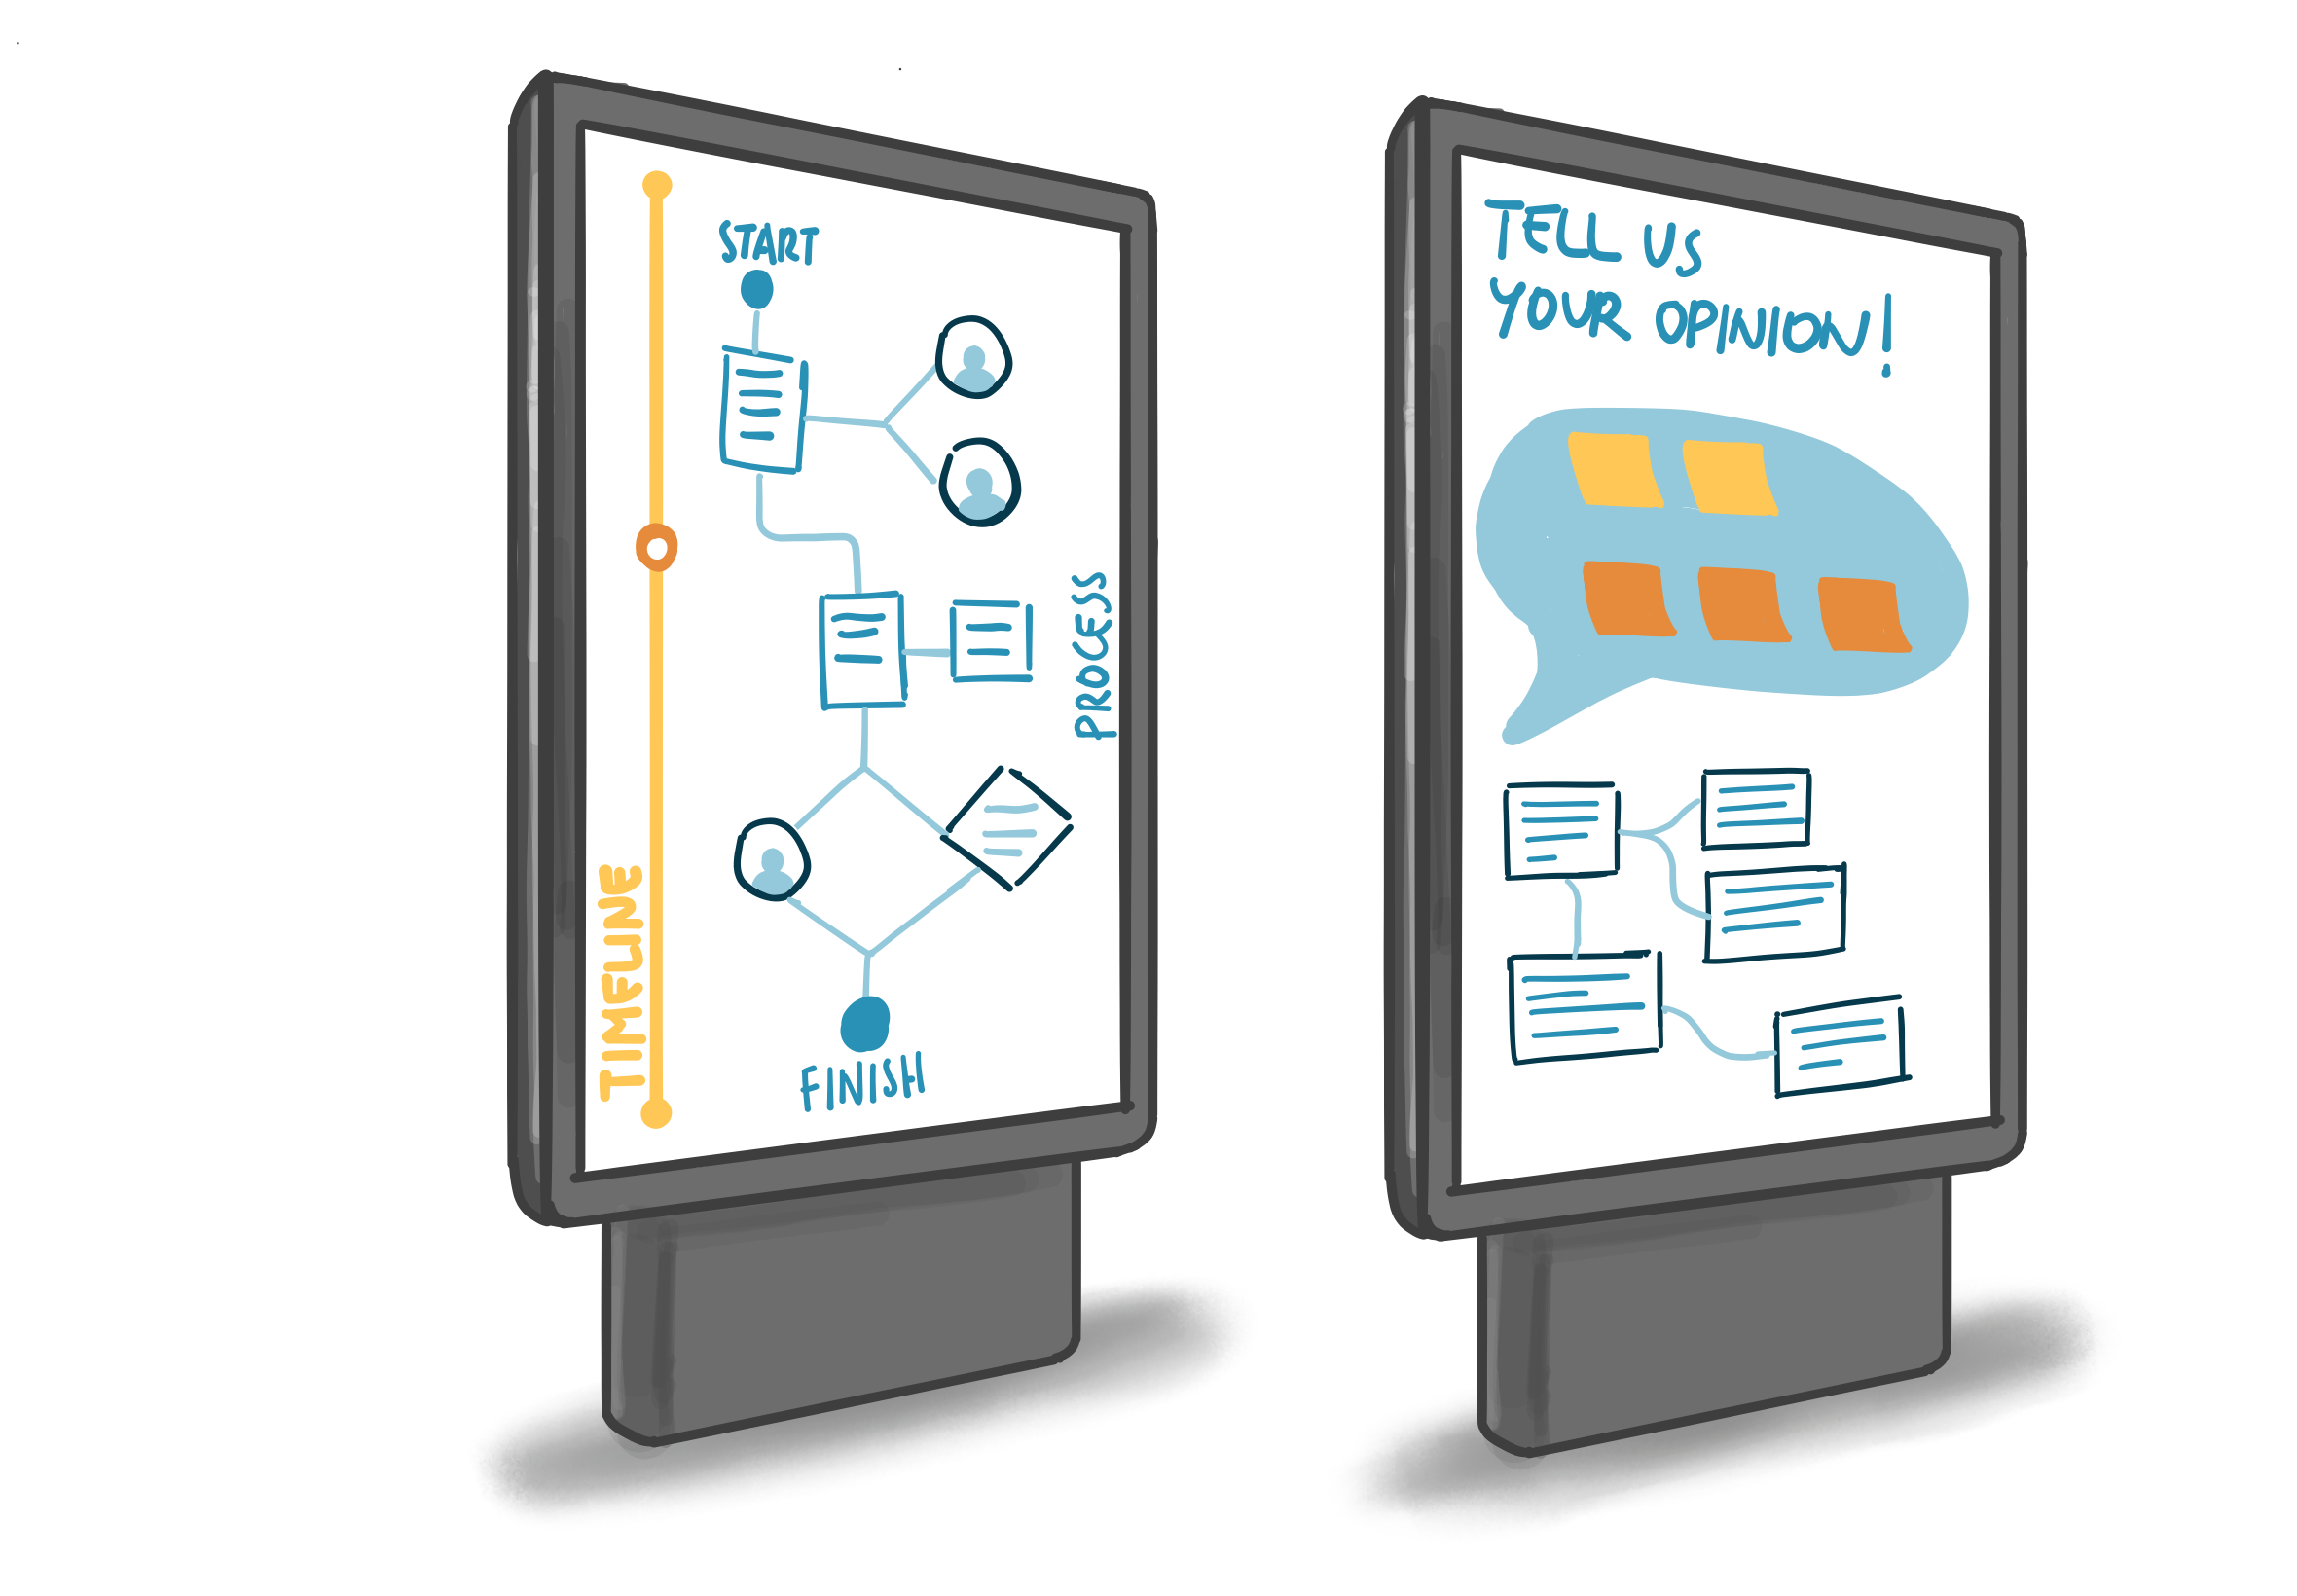 START
PROCESS
TIMELINE
FINISH
TELL US
YOUR OPINION!